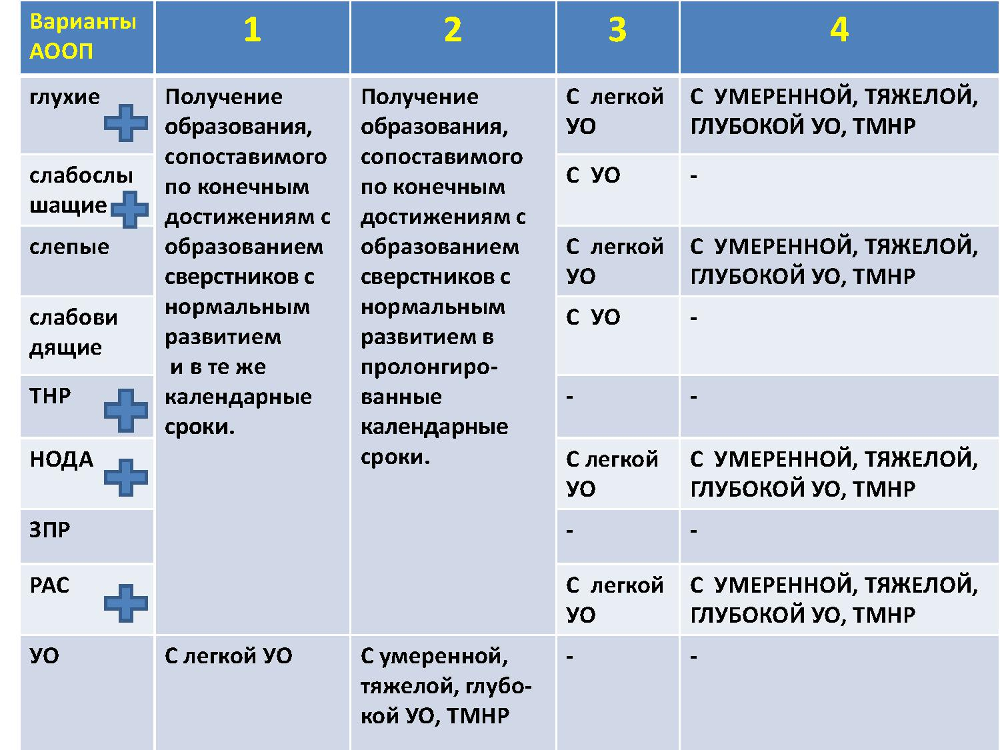 Варианты
АООП
1
2
3
4
глухие
Получение
образования,
сопоставимого
по конечным
достижениям с
образованием
сверстников с
нормальным
развитием
и в те же
календарные
сроки.
Получение
образования,
сопоставимого
по конечным
достижениям с
образованием
сверстников с
нормальным
развитием в
пролонгиро-
ванные
календарные
сроки.
С легкой
УО
С УМЕРЕННОЙ, ТЯЖЕЛОЙ,
ГЛУБОКОЙ УО, ТМНР
слабослы
шащие
С УО
-
слепые
С легкой
УО
С УМЕРЕННОЙ, ТЯЖЕЛОЙ,
ГЛУБОКОЙ УО, ТМНР
слабови
дящие
С УО
-
ТНР
-
-
НОДА
С легкой
УО
С УМЕРЕННОЙ, ТЯЖЕЛОЙ,
ГЛУБОКОЙ УО, ТМНР
ЗПР
-
-
РАС
С легкой
УО
С УМЕРЕННОЙ, ТЯЖЕЛОЙ,
ГЛУБОКОЙ УО, ТМНР
УО
С легкой УО
С умеренной,
тяжелой, глубо-
кой УО, ТМНР
-
-